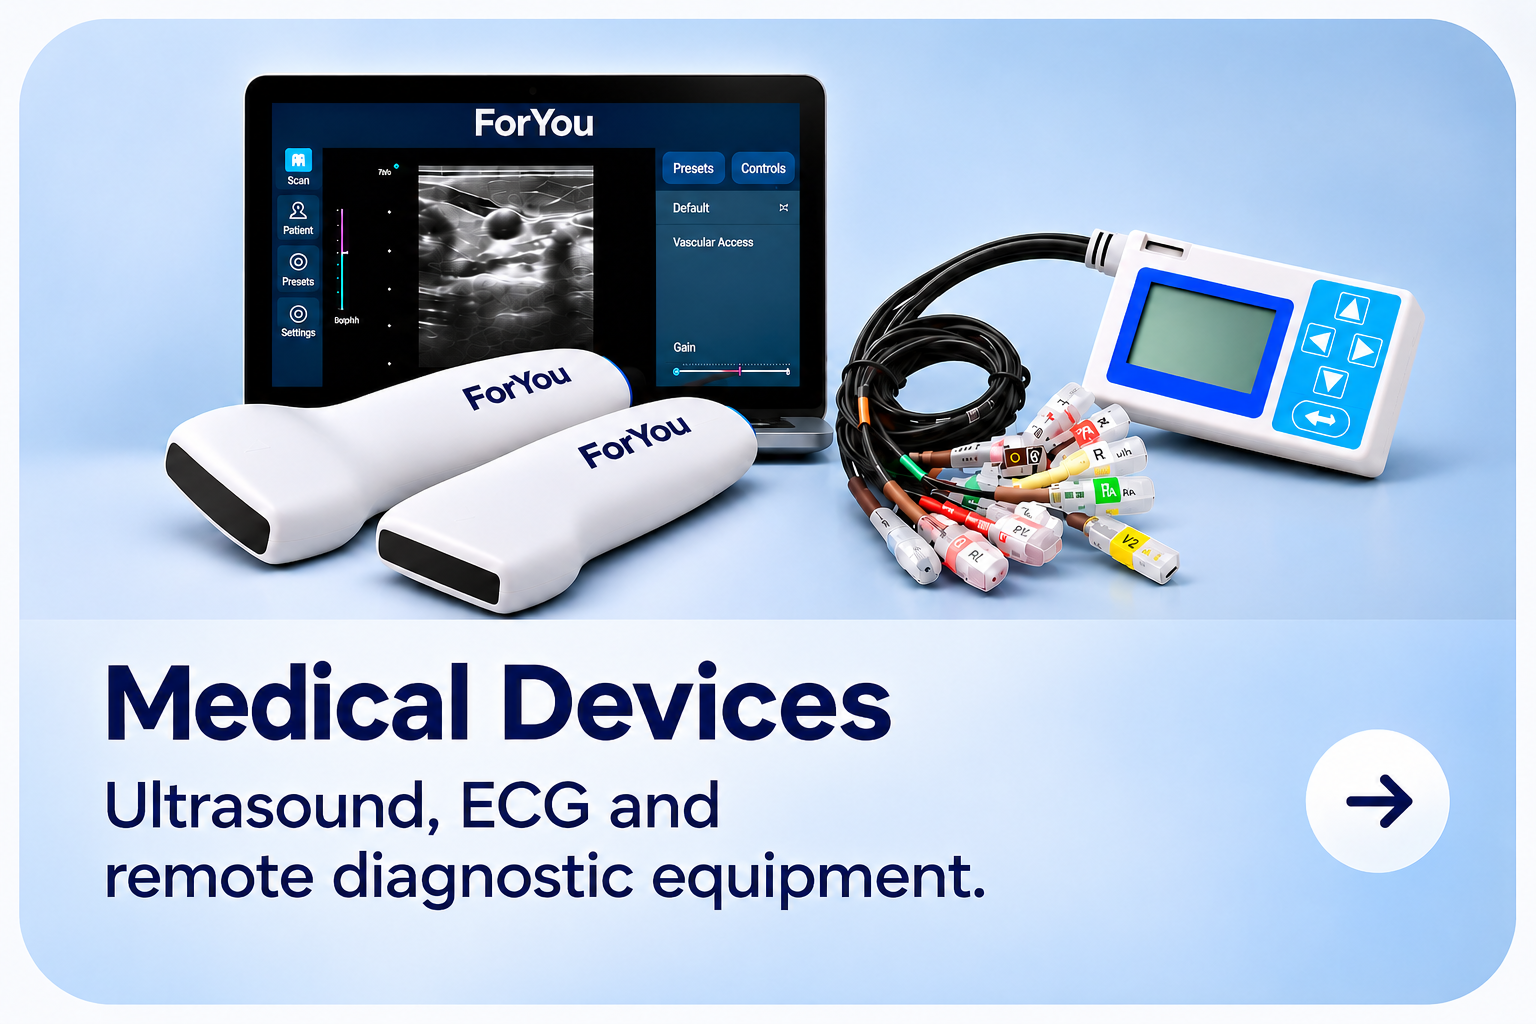 ForYou
Scan
Patient
Presets
Settings
Presets
Controls
Default
Vascular Access
Gain
ForYou
ForYou
R
RA
V2
RL
Medical Devices
Ultrasound, ECG and
remote diagnostic equipment.